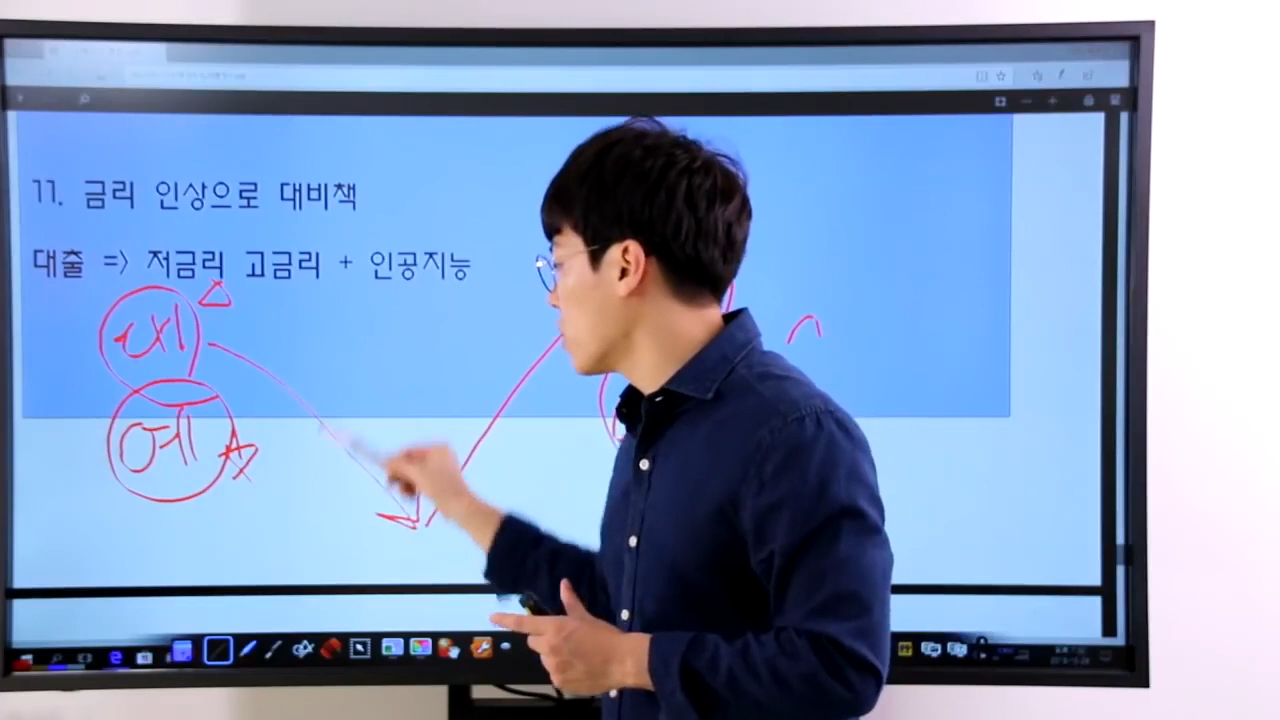 11. 금리 인상으로 대비책
대출 => 저금리 고금리 + 인공지능
대
예